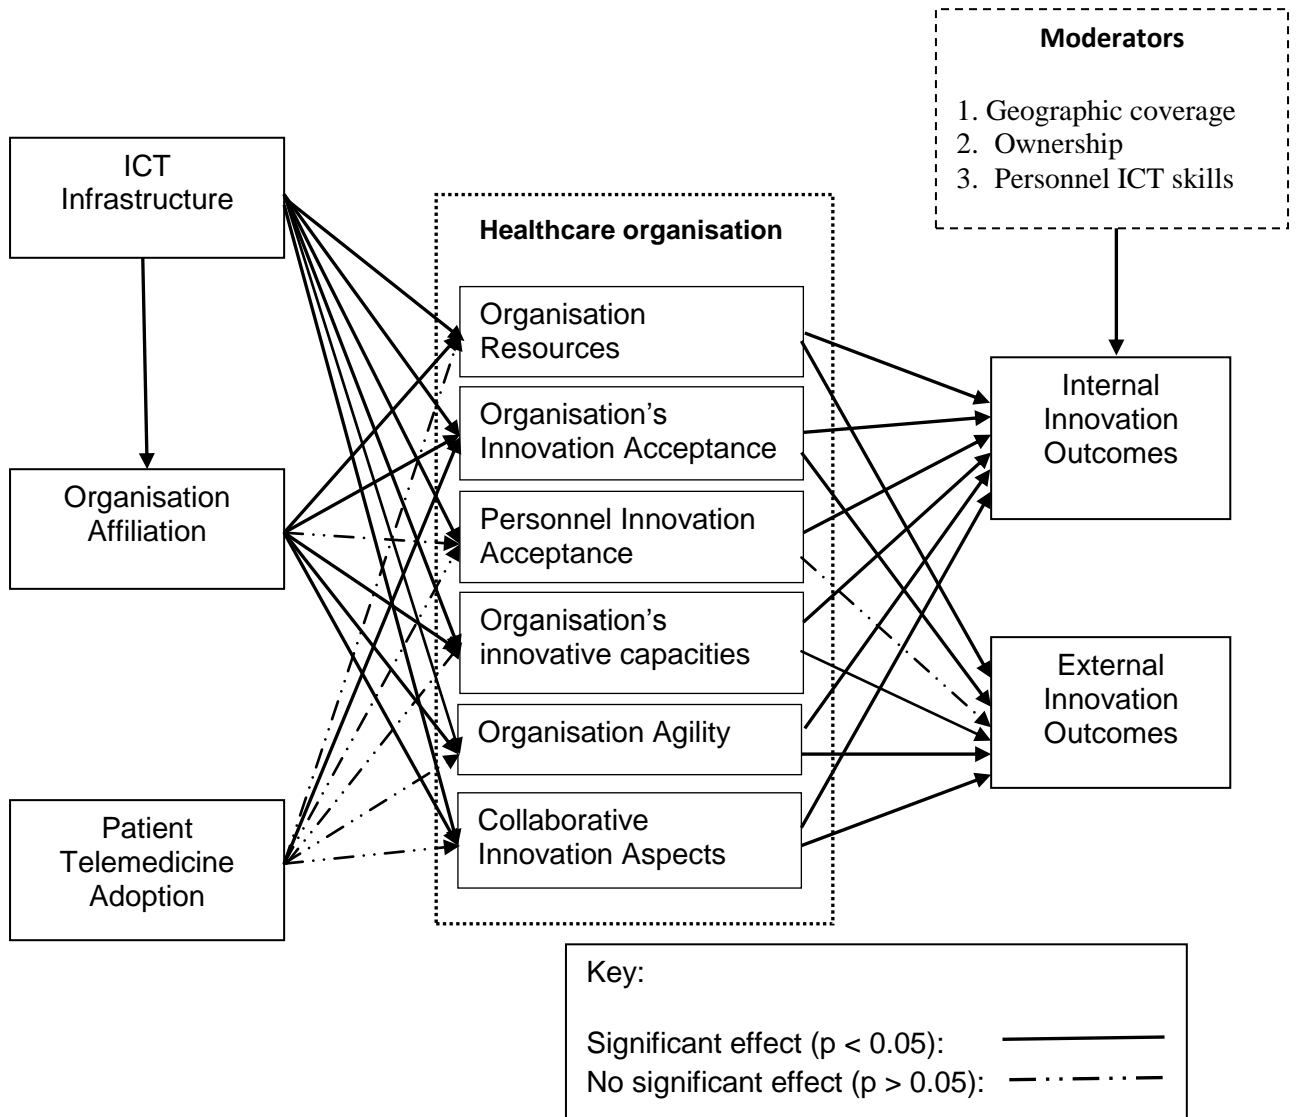 Moderators
1. Geographic coverage
2. Ownership
3. Personnel ICT skills
ICT
Infrastructure
Healthcare organisation
Organisation
Resources
Organisation's
Innovation Acceptance
Personnel Innovation
Acceptance
Organisation's
innovative capacities
Organisation Agility
Collaborative
Innovation Aspects
Organisation
Affiliation
Patient
Telemedicine
Adoption
Internal
Innovation
Outcomes
External
Innovation
Outcomes
Key:
Significant effect (p < 0.05):
No significant effect (p > 0.05):